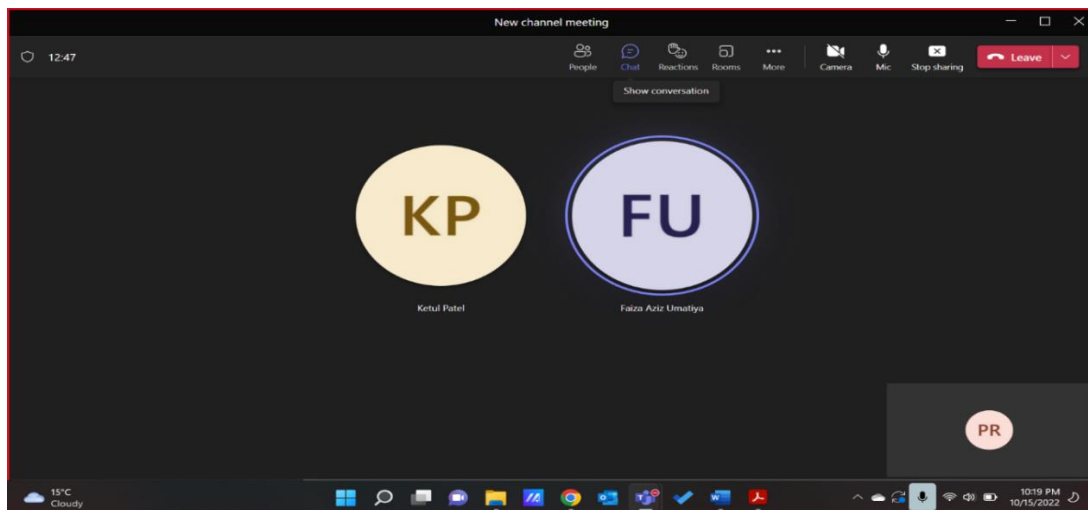 New channel meeting
12:47
People Chat Reactions Rooms More Camera Mic Stop sharing Leave
Show conversation
KP FU
Ketul Patel Faiza Aziz Umatiya
PR
15°C
Cloudy
10:19 PM
10/15/2022